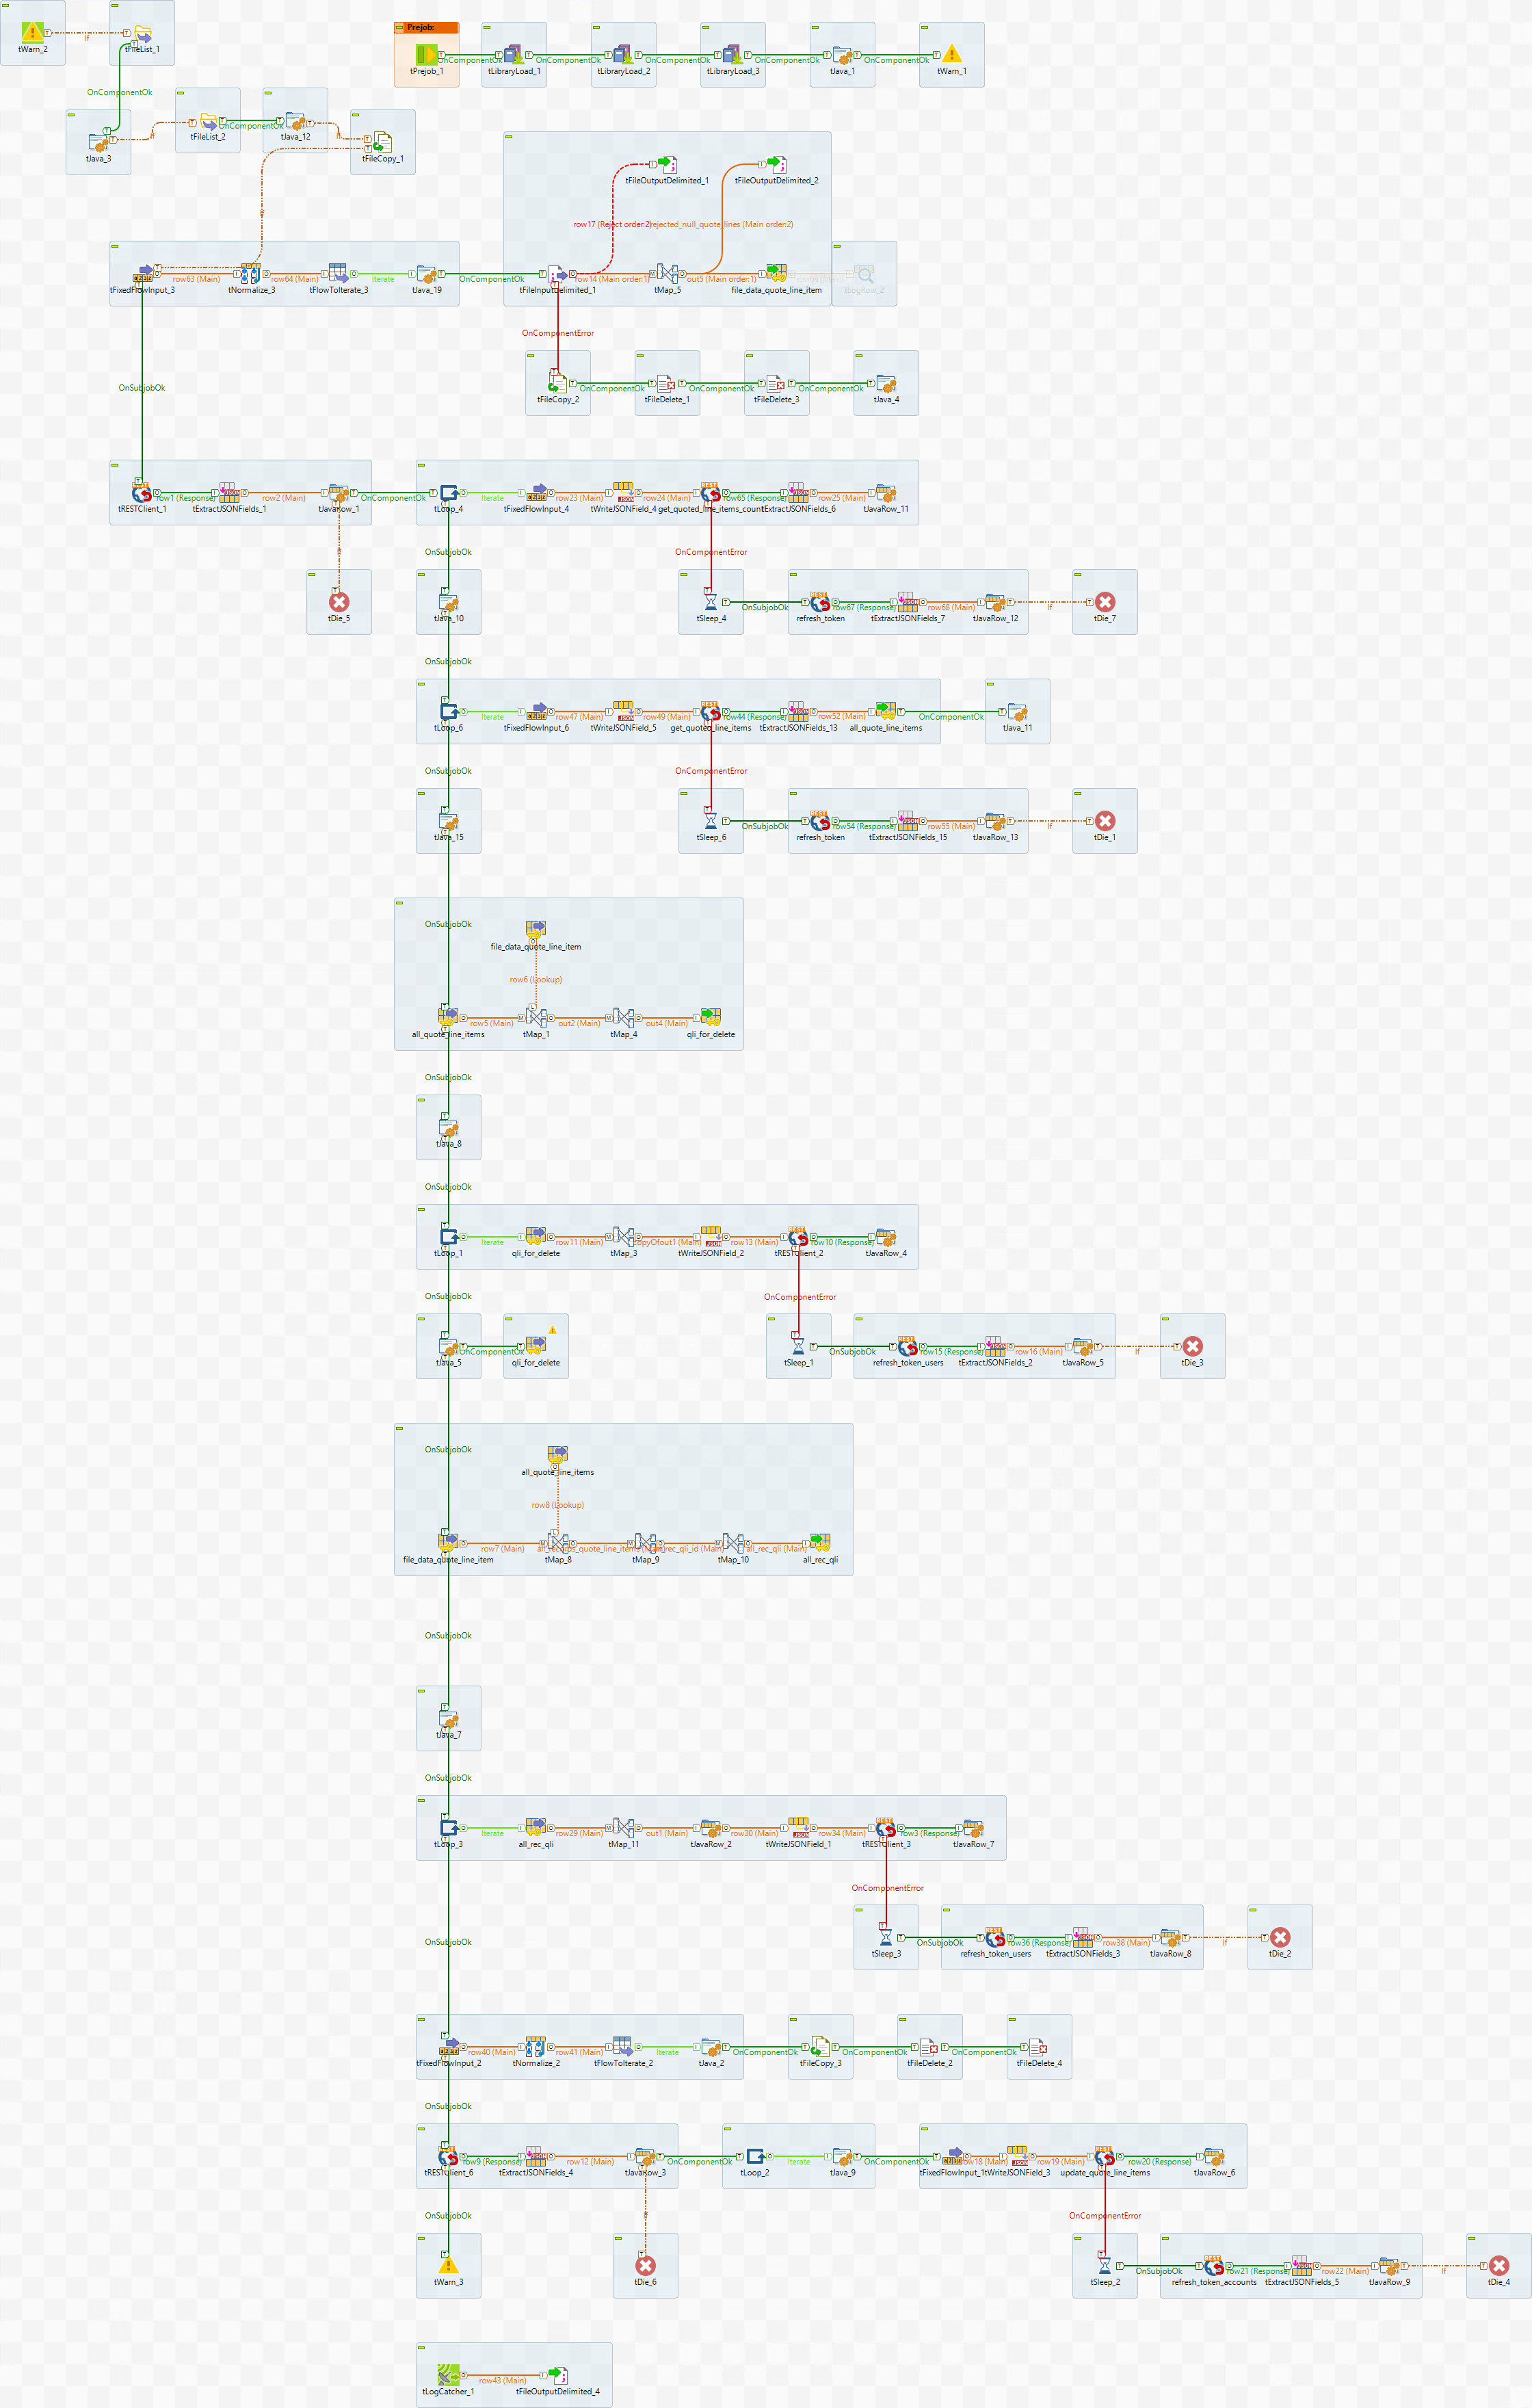 Prejob:
If
tWarn_2
tFileList_1
OnComponentOk
OnComponentOk
OnComponentOk
OnComponentOk
OnComponentOk
tPrejob_1
tLibraryLoad_1
tLibraryLoad_2
tLibraryLoad_3
tJava_1
tWarn_1
OnComponentOk
OnComponentOk
If
If
tJava_3
tFileList_2
tJava_12
tFileCopy_1
tFileOutputDelimited_1
tFileOutputDelimited_2
If
row17 (Reject order:2)
rejected_null_quote_lines (Main order:2)
row63 (Main)
row64 (Main)
Iterate
OnComponentOk
row14 (Main order:1)
out5 (Main order:1)
tFixedFlowInput_3
tNormalize_3
tFlowToIterate_3
tJava_19
tFileInputDelimited_1
tMap_5
file_data_quote_line_item
tLogRow_2
OnComponentError
OnSubjobOk
OnComponentOk
OnComponentOk
OnComponentOk
tFileCopy_2
tFileDelete_1
tFileDelete_3
tJava_4
row1 (Response)
row2 (Main)
OnComponentOk
Iterate
row23 (Main)
row24 (Main)
row65 (Response)
row25 (Main)
tRESTClient_1
tExtractJSONFields_1
tJavaRow_1
tLoop_4
tFixedFlowInput_4
tWriteJSONField_4
get_quoted_line_items_count
tExtractJSONFields_6
tJavaRow_11
If
OnSubjobOk
OnComponentError
OnSubjobOk
row67 (Response)
row68 (Main)
If
tDie_5
tJava_10
tSleep_4
refresh_token
tExtractJSONFields_7
tJavaRow_12
tDie_7
OnSubjobOk
Iterate
row47 (Main)
row49 (Main)
row44 (Response)
row52 (Main)
OnComponentOk
tLoop_6
tFixedFlowInput_6
tWriteJSONField_5
get_quoted_line_items
tExtractJSONFields_13
all_quote_line_items
tJava_11
OnSubjobOk
OnComponentError
OnSubjobOk
row54 (Response)
row55 (Main)
If
tJava_15
tSleep_6
refresh_token
tExtractJSONFields_15
tJavaRow_13
tDie_1
OnSubjobOk
file_data_quote_line_item
row6 (Lookup)
row5 (Main)
out2 (Main)
out4 (Main)
all_quote_line_items
tMap_1
tMap_4
qli_for_delete
OnSubjobOk
tJava_8
OnSubjobOk
Iterate
row11 (Main)
copyOfout1 (Main)
row13 (Main)
row10 (Response)
tLoop_1
qli_for_delete
tMap_3
tWriteJSONField_2
tRESTClient_2
tJavaRow_4
OnSubjobOk
OnComponentError
OnComponentOk
OnSubjobOk
row15 (Response)
row16 (Main)
If
tJava_5
qli_for_delete
tSleep_1
refresh_token_users
tExtractJSONFields_2
tJavaRow_5
tDie_3
OnSubjobOk
all_quote_line_items
row8 (Lookup)
row7 (Main)
all_rec_qli (Main)
file_data_quote_line_item
tMap_8
tMap_9
tMap_10
all_rec_qli
OnSubjobOk
tJava_7
OnSubjobOk
Iterate
row29 (Main)
out1 (Main)
row30 (Main)
row34 (Main)
row3 (Response)
tLoop_3
all_rec_qli
tMap_11
tJavaRow_2
tWriteJSONField_1
tRESTClient_3
tJavaRow_7
OnComponentError
OnSubjobOk
OnSubjobOk
row36 (Response)
row38 (Main)
If
tSleep_3
refresh_token_users
tExtractJSONFields_3
tJavaRow_8
tDie_2
row40 (Main)
row41 (Main)
Iterate
OnComponentOk
OnComponentOk
OnComponentOk
tFixedFlowInput_2
tNormalize_2
tFlowToIterate_2
tJava_2
tFileCopy_3
tFileDelete_2
tFileDelete_4
OnSubjobOk
row9 (Response)
row12 (Main)
OnComponentOk
Iterate
OnComponentOk
row18 (Main)
row19 (Main)
row20 (Response)
tRESTClient_6
tExtractJSONFields_4
tJavaRow_3
tLoop_2
tJava_9
tFixedFlowInput_1
tWriteJSONField_3
update_quote_line_items
tJavaRow_6
OnSubjobOk
If
OnComponentError
OnSubjobOk
row21 (Response)
row22 (Main)
If
tWarn_3
tDie_6
tSleep_2
refresh_token_accounts
tExtractJSONFields_5
tJavaRow_9
tDie_4
row43 (Main)
tLogCatcher_1
tFileOutputDelimited_4